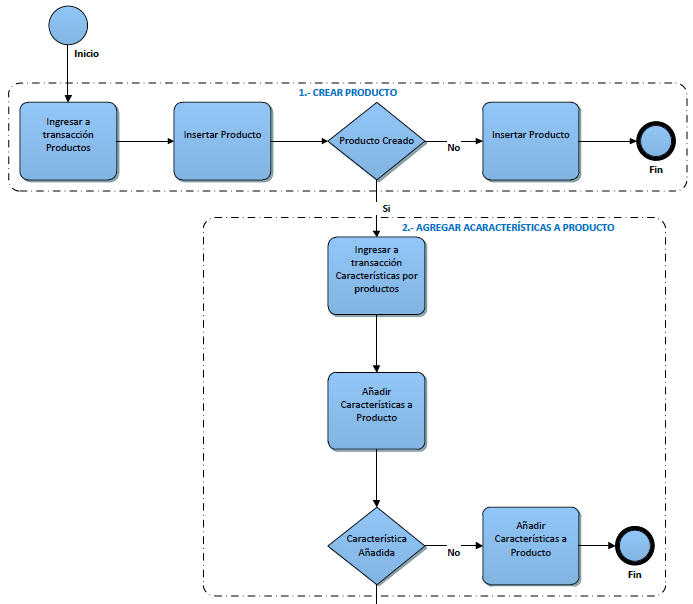 Inicio
1.- CREAR PRODUCTO
Ingresar a
transacción
Productos
Insertar Producto
Producto Creado
No
Insertar Producto
Fin
Si
2.- AGREGAR ACARACTERÍSTICAS A PRODUCTO
Ingresar a
transacción
Características por
productos
Añadir
Características a
Producto
Característica
Añadida
No
Añadir
Características a
Producto
Fin